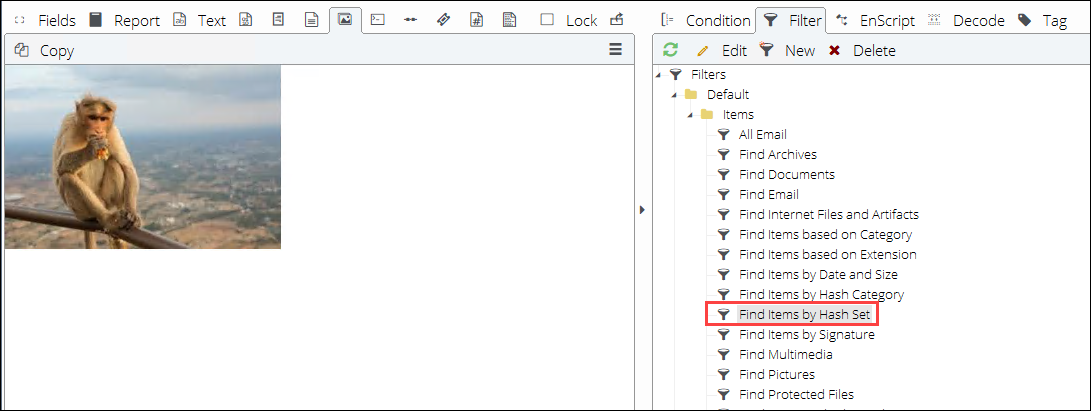 Fields Report Text Lock
Copy
Condition Filter EnScript Decode Tag
Edit New Delete
Filters
Default
Items
All Email
Find Archives
Find Documents
Find Email
Find Internet Files and Artifacts
Find Items based on Category
Find Items based on Extension
Find Items by Date and Size
Find Items by Hash Category
Find Items by Hash Set
Find Items by Signature
Find Multimedia
Find Pictures
Find Protected Files